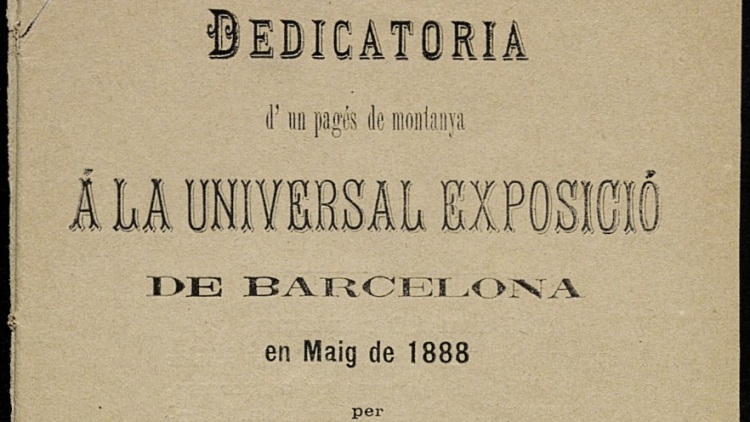 DEDICATORIA
d' un pagés de montanya
Á LA UNIVERSAL EXPOSICIÓ
DE BARCELONA
en Maig de 1888
per